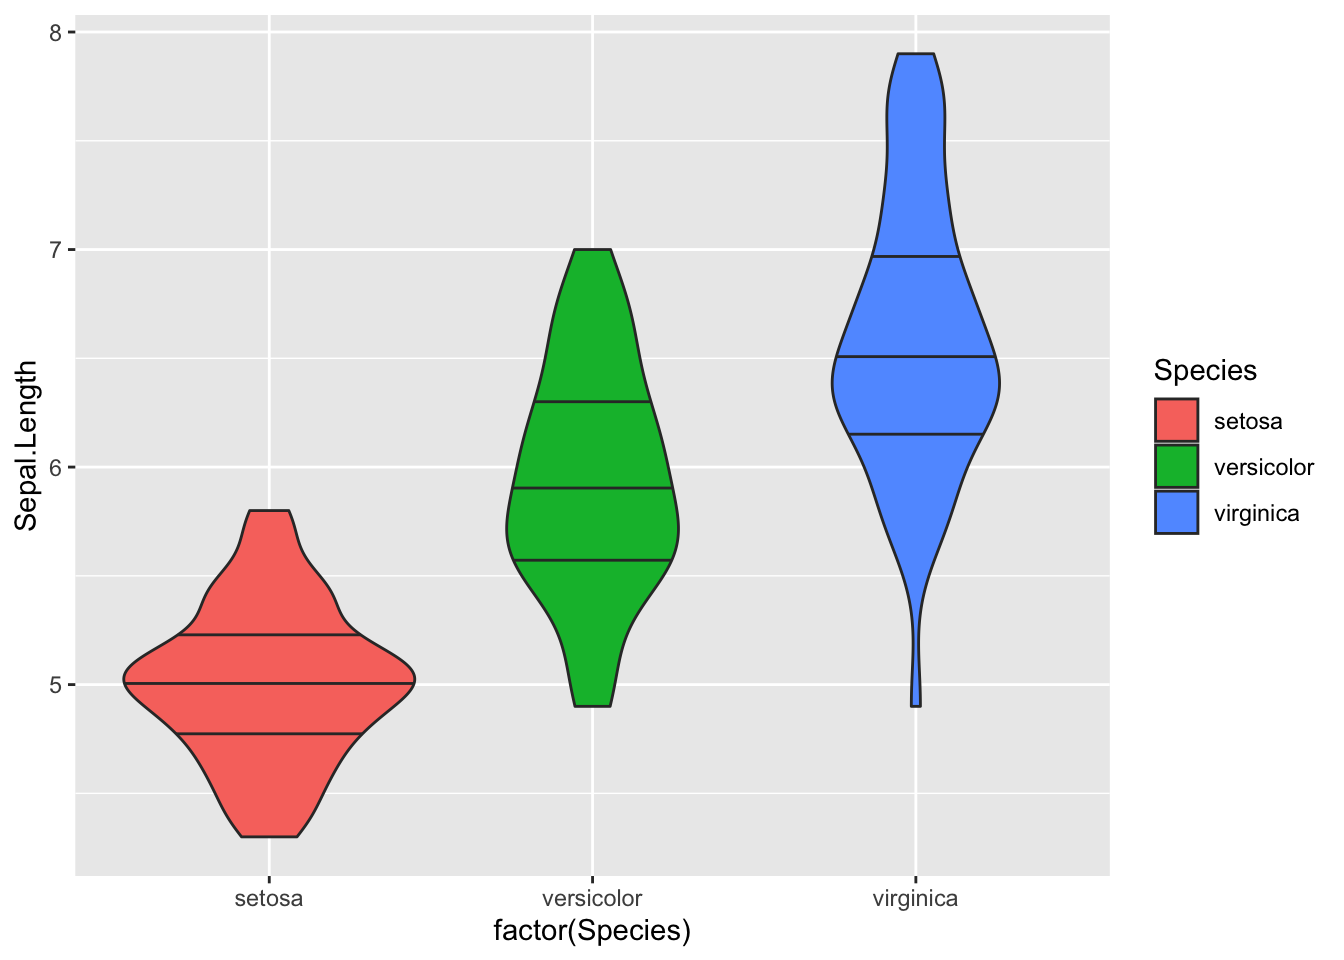 8
7
6
5
Sepal.Length
setosa
versicolor
virginica
factor(Species)
Species
setosa
versicolor
virginica